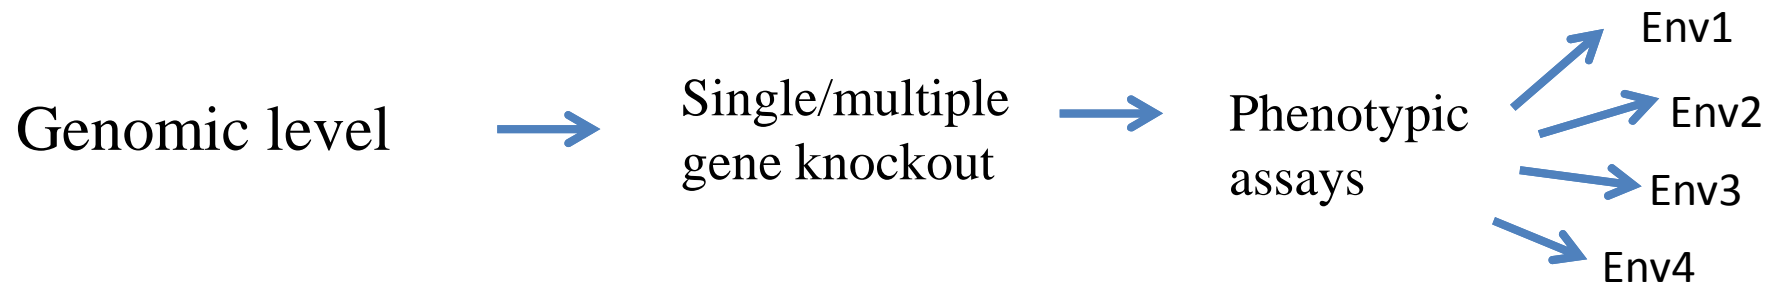 Genomic level
Single/multiple
gene knockout
Phenotypic
assays
Env1
Env2
Env3
Env4